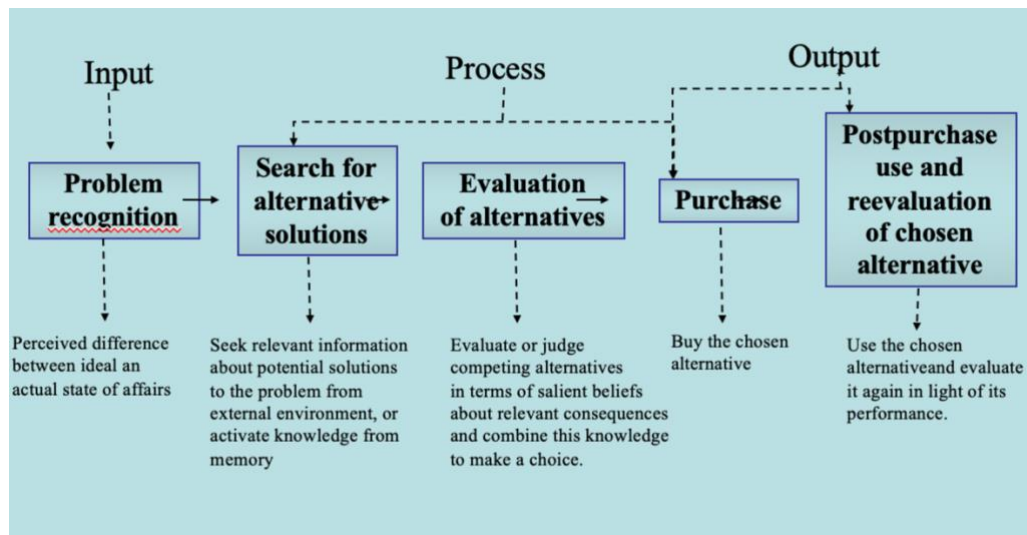 Input
Process
Output
Problem
recognition
Search for
alternative
solutions
Evaluation
of alternatives
Purchase
Postpurchase
use and
reevaluation
of chosen
alternative
Perceived difference
between ideal an
actual state of affairs
Seek relevant information
about potential solutions
to the problem from
external environment, or
activate knowledge from
memory
Evaluate or judge
competing alternatives
in terms of salient beliefs
about relevant consequences
and combine this knowledge
to make a choice.
Buy the chosen
alternative
Use the chosen
alternativeand evaluate
it again in light of its
performance.